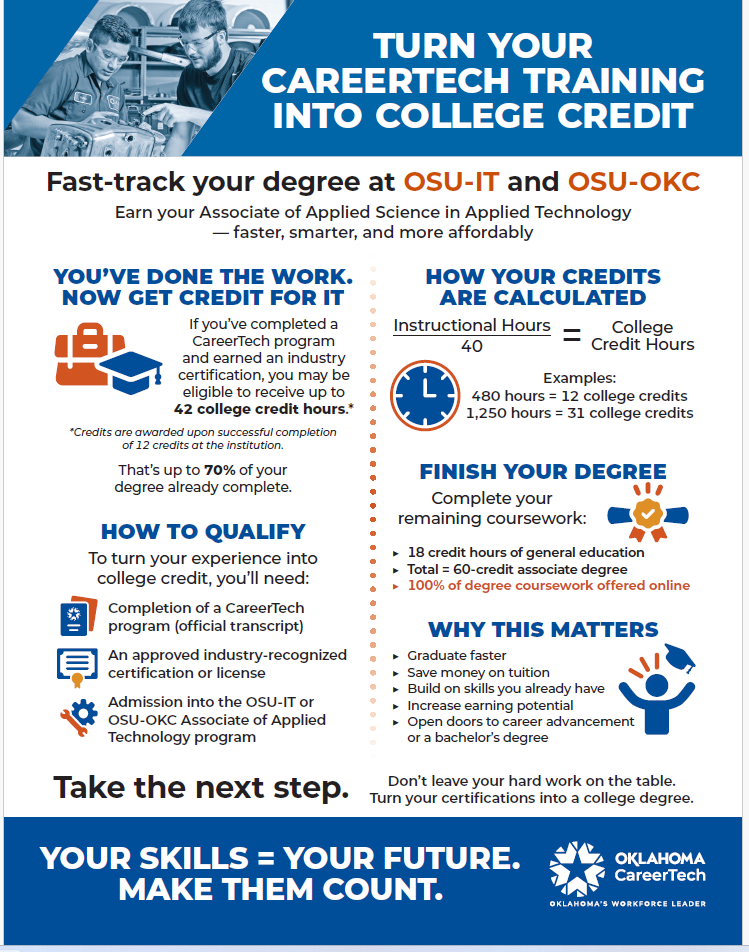 TURN YOUR
CAREERTECH TRAINING
INTO COLLEGE CREDIT
Fast-track your degree at OSU-IT and OSU-OKC
Earn your Associate of Applied Science in Applied Technology
— faster, smarter, and more affordably
YOU'VE DONE THE WORK.
NOW GET CREDIT FOR IT
If you've completed a
CareerTech program
and earned an industry
certification, you may be
eligible to receive up to
42 college credit hours.*
*Credits are awarded upon successful completion
of 12 credits at the institution.
That's up to 70% of your
degree already complete.
HOW TO QUALIFY
To turn your experience into
college credit, you'll need:
Completion of a CareerTech
program (official transcript)
An approved industry-recognized
certification or license
Admission into the OSU-IT or
OSU-OKC Associate of Applied
Technology program
HOW YOUR CREDITS
ARE CALCULATED
Instructional Hours
40
=
College
Credit Hours
Examples:
480 hours = 12 college credits
1,250 hours = 31 college credits
FINISH YOUR DEGREE
Complete your
remaining coursework:
▸ 18 credit hours of general education
▸ Total = 60-credit associate degree
▸ 100% of degree coursework offered online
WHY THIS MATTERS
▸ Graduate faster
▸ Save money on tuition
▸ Build on skills you already have
▸ Increase earning potential
▸ Open doors to career advancement
or a bachelor's degree
Take the next step.
Don't leave your hard work on the table.
Turn your certifications into a college degree.
YOUR SKILLS = YOUR FUTURE.
MAKE THEM COUNT.
OKLAHOMA
CareerTech
OKLAHOMA'S WORKFORCE LEADER